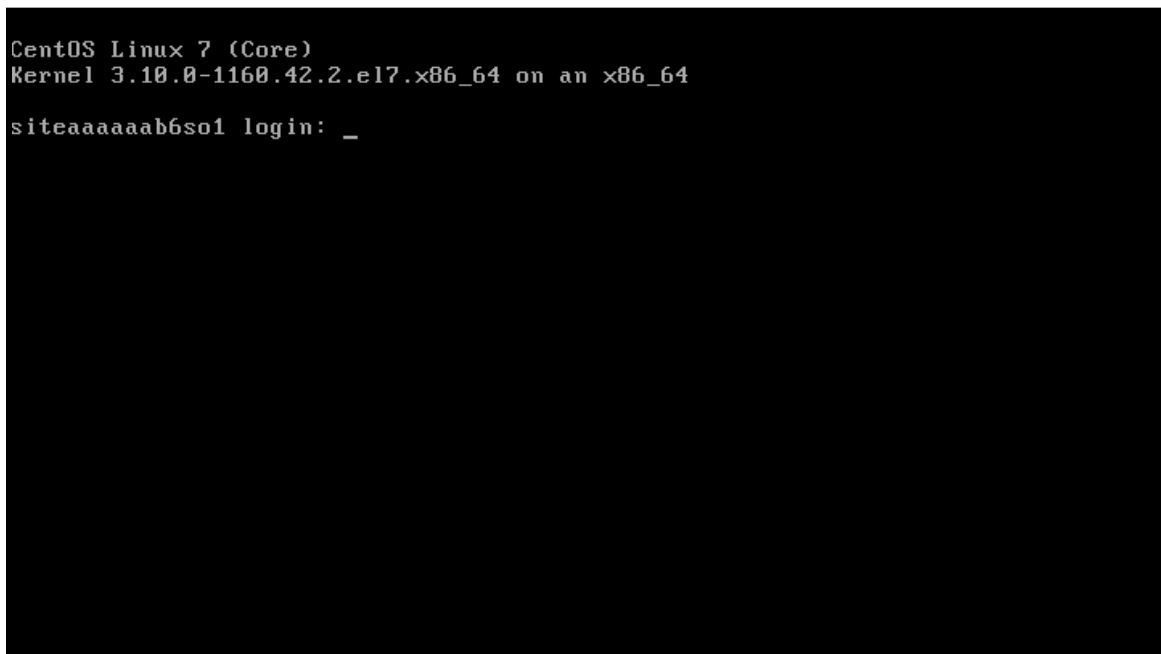 CentOS Linux 7 (Core)
Kernel 3.10.0-1160.42.2.el7.x86_64 on an x86_64
siteaaaaaab6so1 login: _